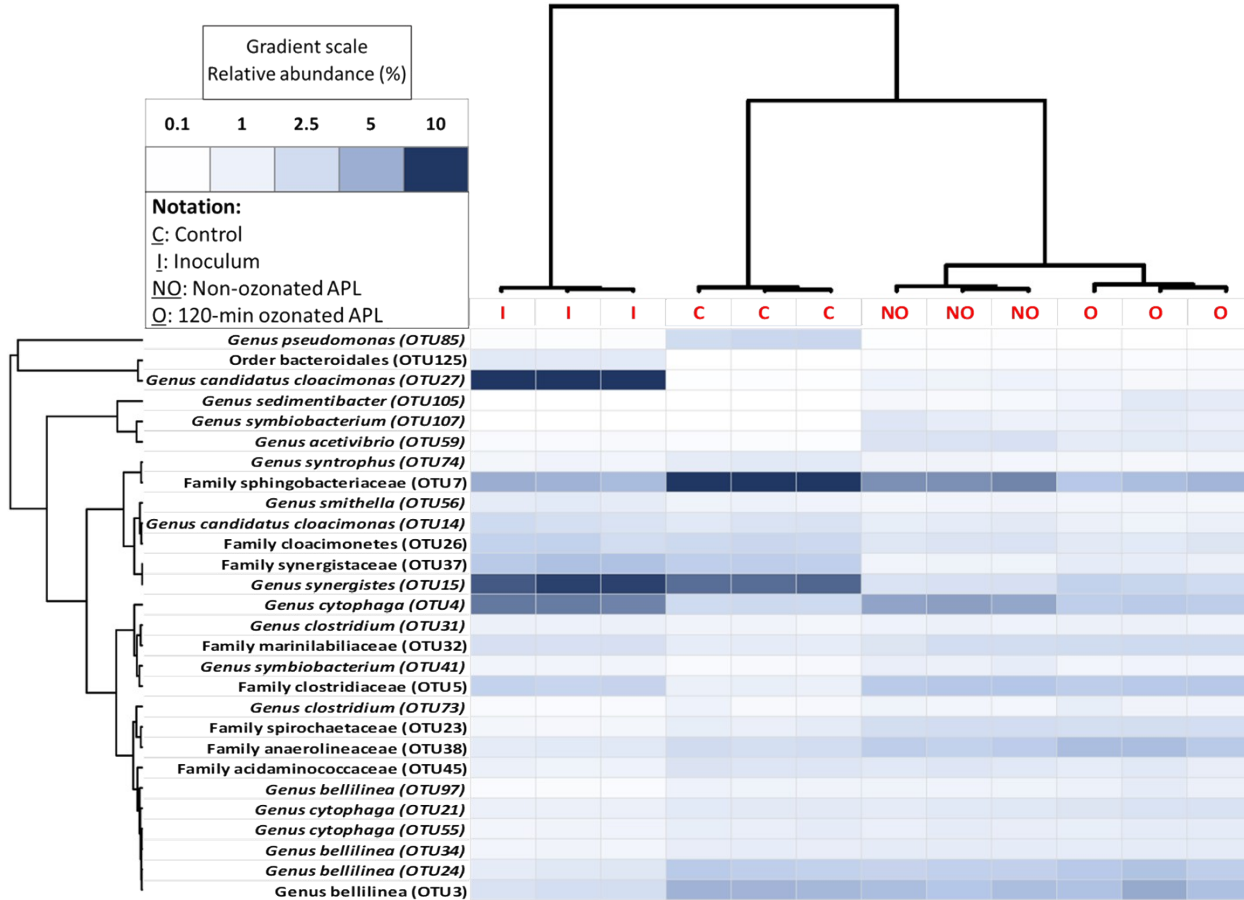 Gradient scale
Relative abundance (%)
0.1 1 2.5 5 10
Notation:
C: Control
I: Inoculum
NO: Non-ozonated APL
O: 120-min ozonated APL
I I I C C C NO NO NO O O O
Genus pseudomonas (OTU85)
Order bacteroidales (OTU125)
Genus candidatus cloacimonas (OTU27)
Genus sedimentibacter (OTU105)
Genus symbiobacterium (OTU107)
Genus acetivibrio (OTU59)
Genus syntrophus (OTU74)
Family sphingobacteriaceae (OTU7)
Genus smithella (OTU56)
Genus candidatus cloacimonas (OTU14)
Family cloacimonetes (OTU26)
Family synergistaceae (OTU37)
Genus synergistes (OTU15)
Genus cytophaga (OTU4)
Genus clostridium (OTU31)
Family marinilabiliaceae (OTU32)
Genus symbiobacterium (OTU41)
Family clostridiaceae (OTU5)
Genus clostridium (OTU73)
Family spirochaetaceae (OTU23)
Family anaerolineaceae (OTU38)
Family acidaminococcaceae (OTU45)
Genus bellilinea (OTU97)
Genus cytophaga (OTU21)
Genus cytophaga (OTU55)
Genus bellilinea (OTU34)
Genus bellilinea (OTU24)
Genus bellilinea (OTU3)